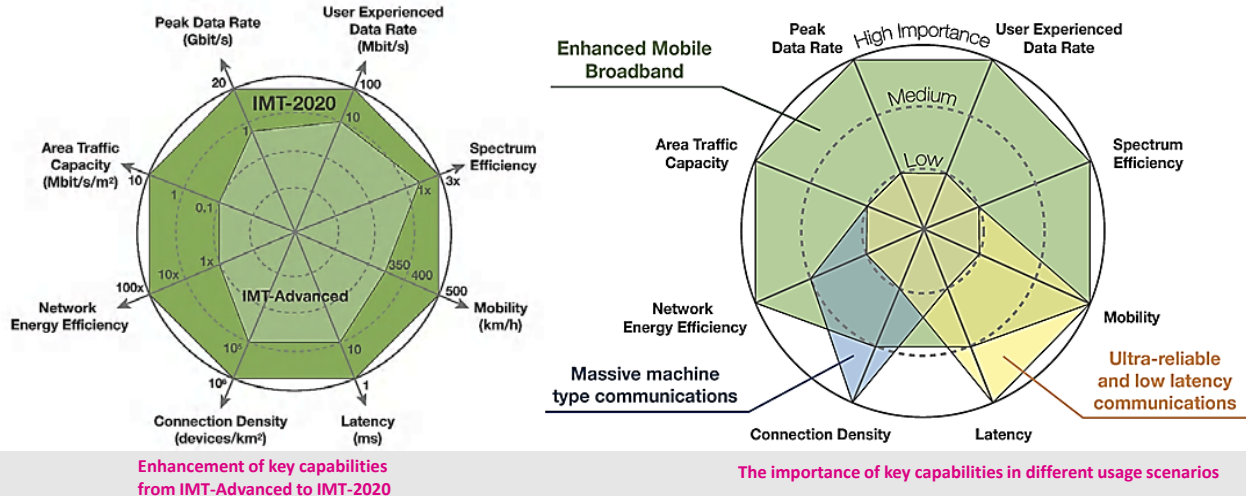 Peak Data Rate
(Gbit/s)
User Experienced
Data Rate
(Mbit/s)
20
100
IMT-2020
1
10
Area Traffic
Capacity
(Mbit/s/m²)
Spectrum
Efficiency
10
1
0.1
1x
3x
1x
10x
100x
350
400
500
IMT-Advanced
Network
Energy Efficiency
Mobility
(km/h)
10⁵
10
10⁶
1
Connection Density
(devices/km²)
Latency
(ms)
Enhancement of key capabilities
from IMT-Advanced to IMT-2020
Enhanced Mobile
Broadband
Peak
Data Rate
High Importance
User Experienced
Data Rate
Medium
Area Traffic
Capacity
Low
Spectrum
Efficiency
Network
Energy Efficiency
Mobility
Massive machine
type communications
Ultra-reliable
and low latency
communications
Connection Density
Latency
The importance of key capabilities in different usage scenarios